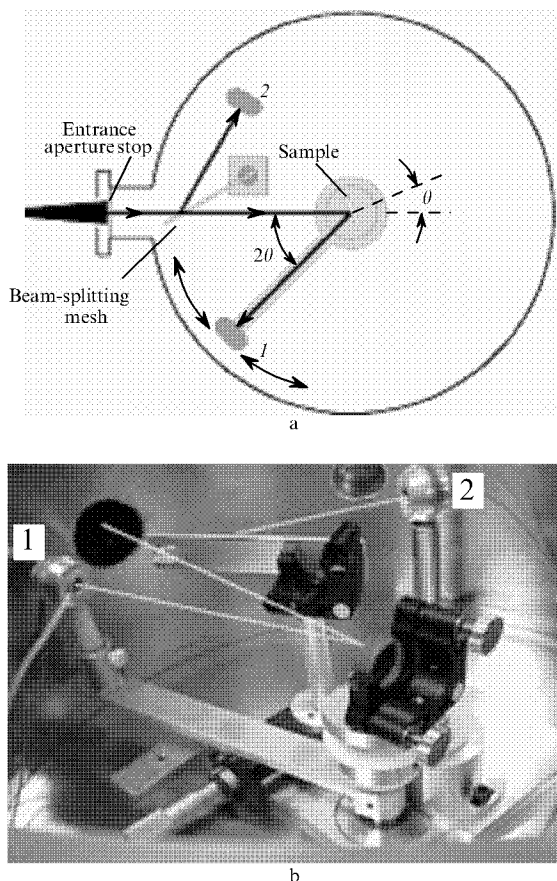 Entrance
aperture stop
2
Sample
θ
2θ
Beam-splitting
mesh
1
a
1
2
b